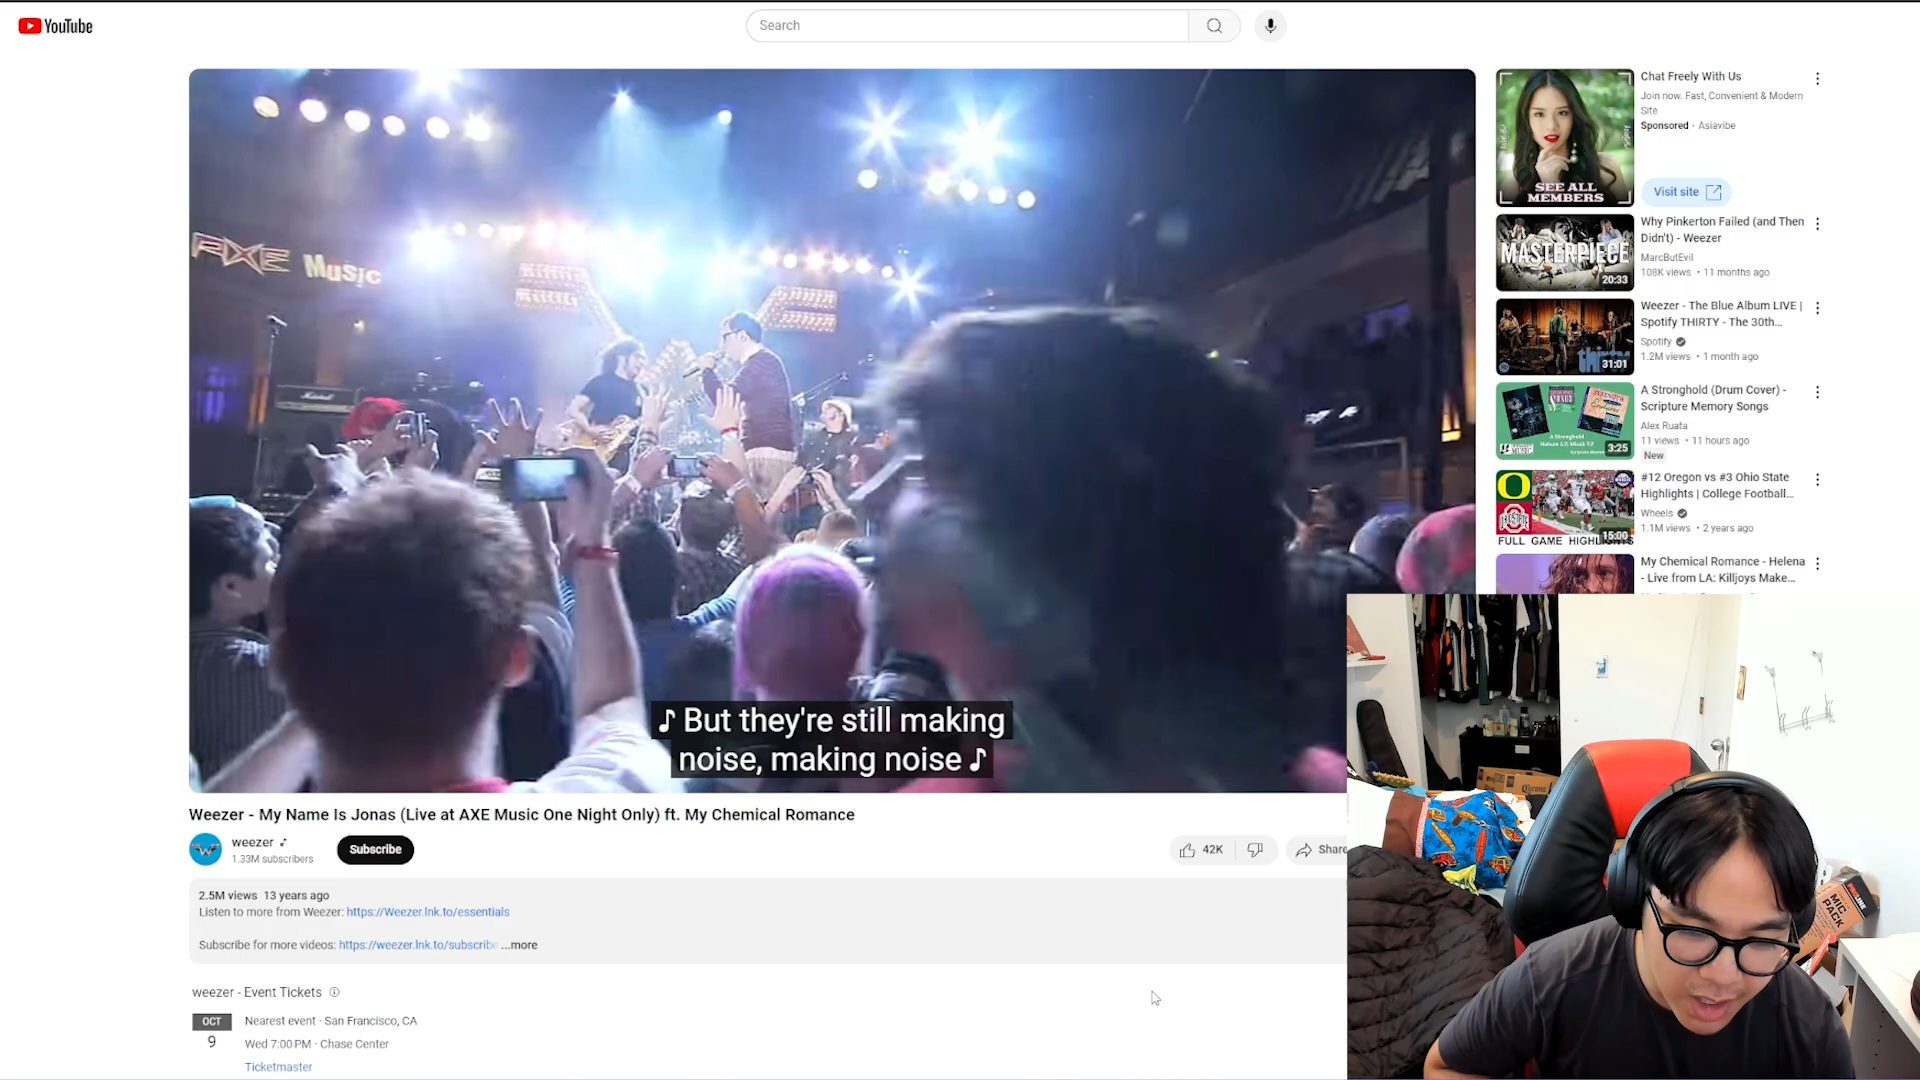 YouTube
Search
AXE Music
♪ But they're still making
noise, making noise ♪
Weezer - My Name Is Jonas (Live at AXE Music One Night Only) ft. My Chemical Romance
weezer
1.33M subscribers
Subscribe
42K
Share
2.5M views 13 years ago
Listen to more from Weezer: https://Weezer.lnk.to/essentials
Subscribe for more videos: https://weezer.lnk.to/subscribe ...more
weezer - Event Tickets
OCT
9
Nearest event · San Francisco, CA
Wed 7:00 PM · Chase Center
Ticketmaster
SEE ALL
MEMBERS
Chat Freely With Us
Join now. Fast, Convenient & Modern
Site
Sponsored · Asiavibe
Visit site
MASTERPIECE
20:33
Why Pinkerton Failed (and Then
Didn't) - Weezer
MarcButEvil
108K views • 11 months ago
thirty
31:01
Weezer - The Blue Album LIVE |
Spotify THIRTY - The 30th...
Spotify
1.2M views • 1 month ago
3:25
A Stronghold (Drum Cover) -
Scripture Memory Songs
Alex Ruata
11 views • 11 hours ago
New
FULL GAME HIGHLIGHTS
15:00
#12 Oregon vs #3 Ohio State
Highlights | College Football...
Wheels
1.1M views • 2 years ago
My Chemical Romance - Helena
- Live from LA: Killjoys Make...
MIC
PACK